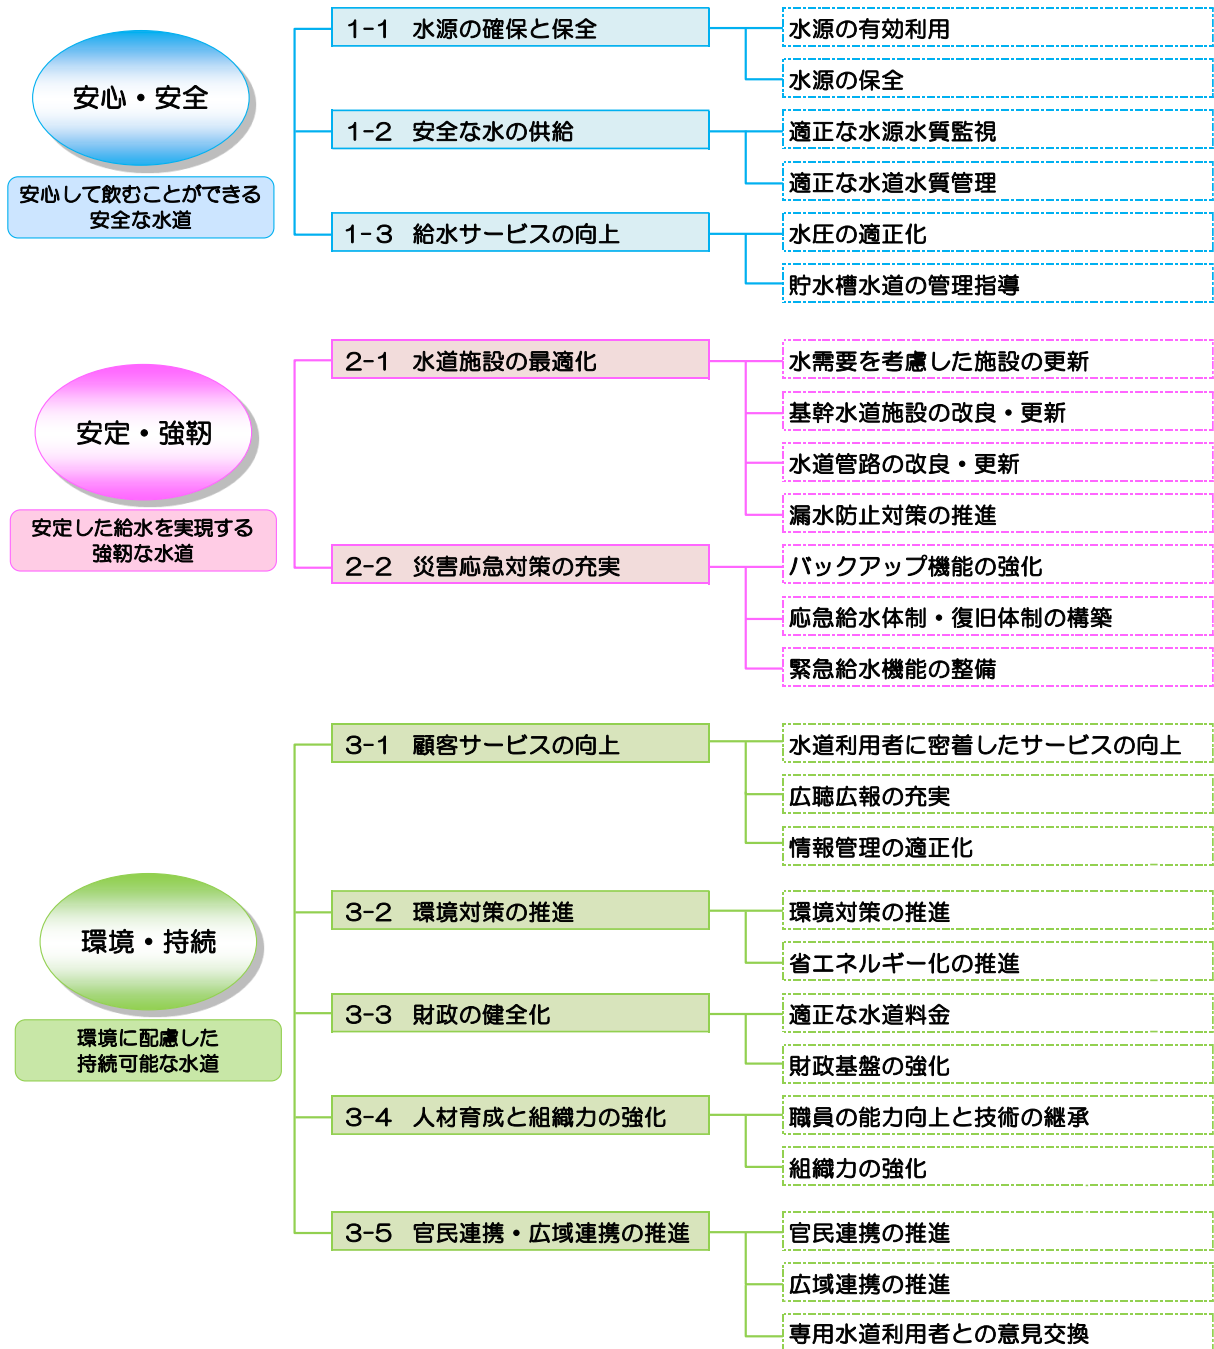 安心・安全
安心して飲むことができる
安全な水道
1-1 水源の確保と保全
水源の有効利用
水源の保全
1-2 安全な水の供給
適正な水源水質監視
適正な水道水質管理
1-3 給水サービスの向上
水圧の適正化
貯水槽水道の管理指導
安定・強靭
安定した給水を実現する
強靭な水道
2-1 水道施設の最適化
水需要を考慮した施設の更新
基幹水道施設の改良・更新
水道管路の改良・更新
漏水防止対策の推進
2-2 災害応急対策の充実
バックアップ機能の強化
応急給水体制・復旧体制の構築
緊急給水機能の整備
環境・持続
環境に配慮した
持続可能な水道
3-1 顧客サービスの向上
水道利用者に密着したサービスの向上
広聴広報の充実
情報管理の適正化
3-2 環境対策の推進
環境対策の推進
省エネルギー化の推進
3-3 財政の健全化
適正な水道料金
財政基盤の強化
3-4 人材育成と組織力の強化
職員の能力向上と技術の継承
組織力の強化
3-5 官民連携・広域連携の推進
官民連携の推進
広域連携の推進
専用水道利用者との意見交換